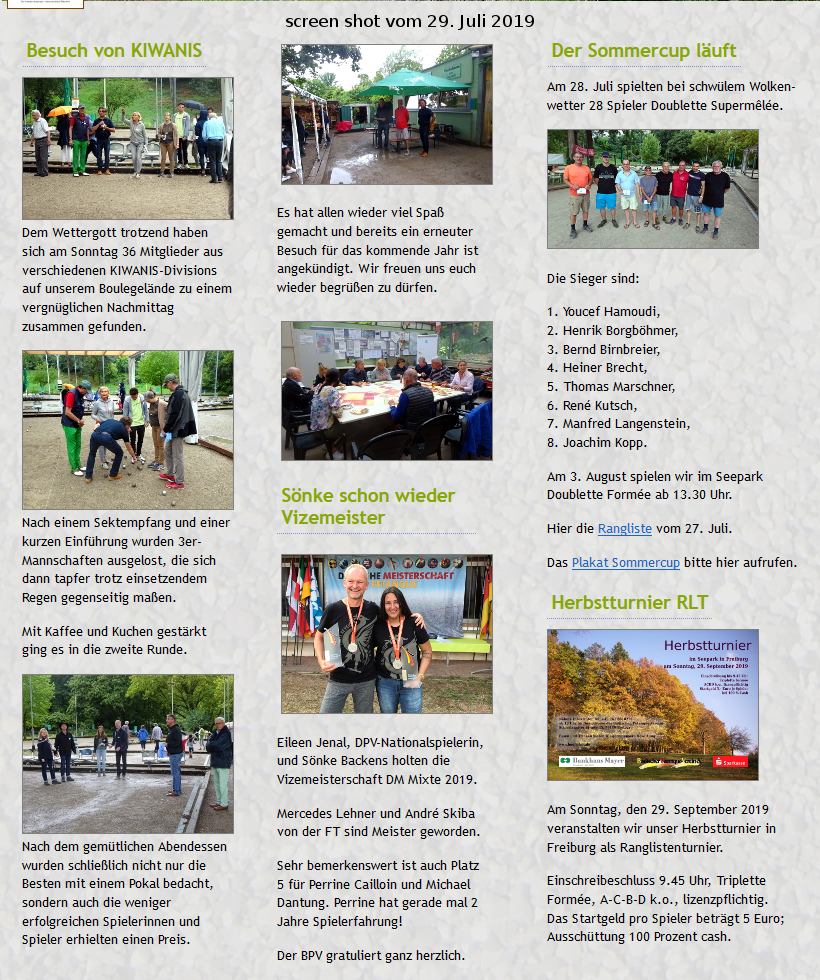 screen shot vom 29. Juli 2019
Besuch von KIWANIS
Dem Wettergott trotzend haben
sich am Sonntag 36 Mitglieder aus
verschiedenen KIWANIS-Divisions
auf unserem Boulegelände zu einem
vergnüglichen Nachmittag
zusammen gefunden.
Nach einem Sektempfang und einer
kurzen Einführung wurden 3er-
Mannschaften ausgelost, die sich
dann tapfer trotz einsetzendem
Regen gegenseitig maßen.
Mit Kaffee und Kuchen gestärkt
ging es in die zweite Runde.
Nach dem gemütlichen Abendessen
wurden schließlich nicht nur die
Besten mit einem Pokal bedacht,
sondern auch die weniger
erfolgreichen Spielerinnen und
Spieler erhielten einen Preis.
Es hat allen wieder viel Spaß
gemacht und bereits ein erneuter
Besuch für das kommende Jahr ist
angekündigt. Wir freuen uns euch
wieder begrüßen zu dürfen.
Sönke schon wieder
Vizemeister
MEISTERSCHAFT
Eileen Jenal, DPV-Nationalspielerin,
und Sönke Backens holten die
Vizemeisterschaft DM Mixte 2019.
Mercedes Lehner und André Skiba
von der FT sind Meister geworden.
Sehr bemerkenswert ist auch Platz
5 für Perrine Cailloin und Michael
Dantung. Perrine hat gerade mal 2
Jahre Spielerfahrung!
Der BPV gratuliert ganz herzlich.
Der Sommercup läuft
Am 28. Juli spielten bei schwülem Wolken-
wetter 28 Spieler Doublette Supermêlée.
Die Sieger sind:
1. Youcef Hamoudi,
2. Henrik Borgböhmer,
3. Bernd Birnbreier,
4. Heiner Brecht,
5. Thomas Marschner,
6. René Kutsch,
7. Manfred Langenstein,
8. Joachim Kopp.
Am 3. August spielen wir im Seepark
Doublette Formée ab 13.30 Uhr.
Hier die Rangliste vom 27. Juli.
Das Plakat Sommercup bitte hier aufrufen.
Herbstturnier RLT
Herbstturnier
im Seepark in Freiburg
am Sonntag, 29. September 2019
Bankhaus Mayer
Sparkasse
Am Sonntag, den 29. September 2019
veranstalten wir unser Herbstturnier in
Freiburg als Ranglistenturnier.
Einschreibeschluss 9.45 Uhr, Triplette
Formée, A-C-B-D k.o., lizenzpflichtig.
Das Startgeld pro Spieler beträgt 5 Euro;
Ausschüttung 100 Prozent cash.